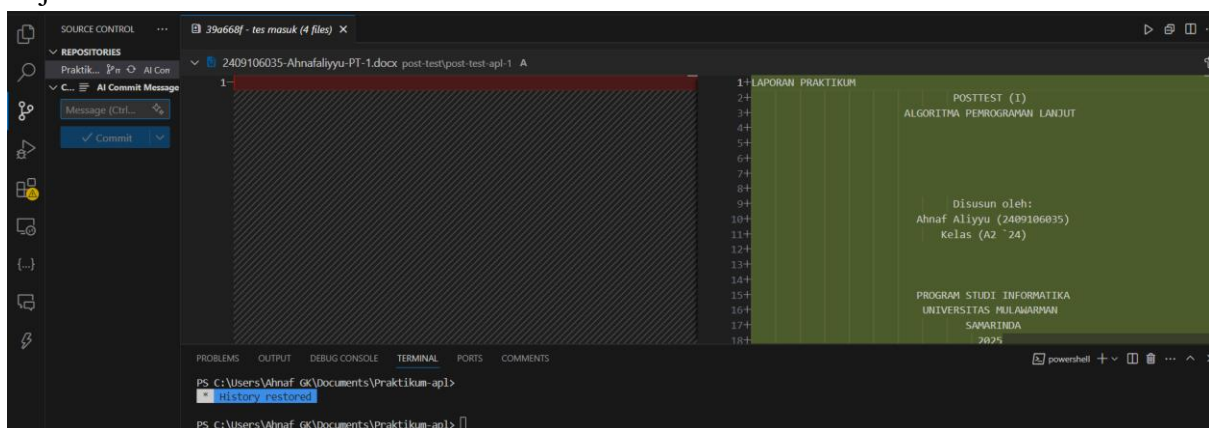 SOURCE CONTROL
39a668f - tes masuk (4 files)
REPOSITORIES
Praktik...
AI Com
2409106035-Ahnafaliyyu-PT-1.docx post-test\post-test-apl-1 A
C... AI Commit Message
Message (Ctrl...
Commit
1-
1+LAPORAN PRAKTIKUM
2+ POSTTEST (I)
3+ ALGORITMA PEMROGRAMAN LANJUT
4+
5+
6+
7+
8+
9+ Disusun oleh:
10+ Ahnaf Aliyyu (2409106035)
11+ Kelas (A2 `24)
12+
13+
14+
15+ PROGRAM STUDI INFORMATIKA
16+ UNIVERSITAS MULAWARMAN
17+ SAMARINDA
18+ 2025
PROBLEMS OUTPUT DEBUG CONSOLE TERMINAL PORTS COMMENTS
powershell
PS C:\Users\Ahnaf GK\Documents\Praktikum-apl>
* History restored
PS C:\Users\Ahnaf GK\Documents\Praktikum-apl>